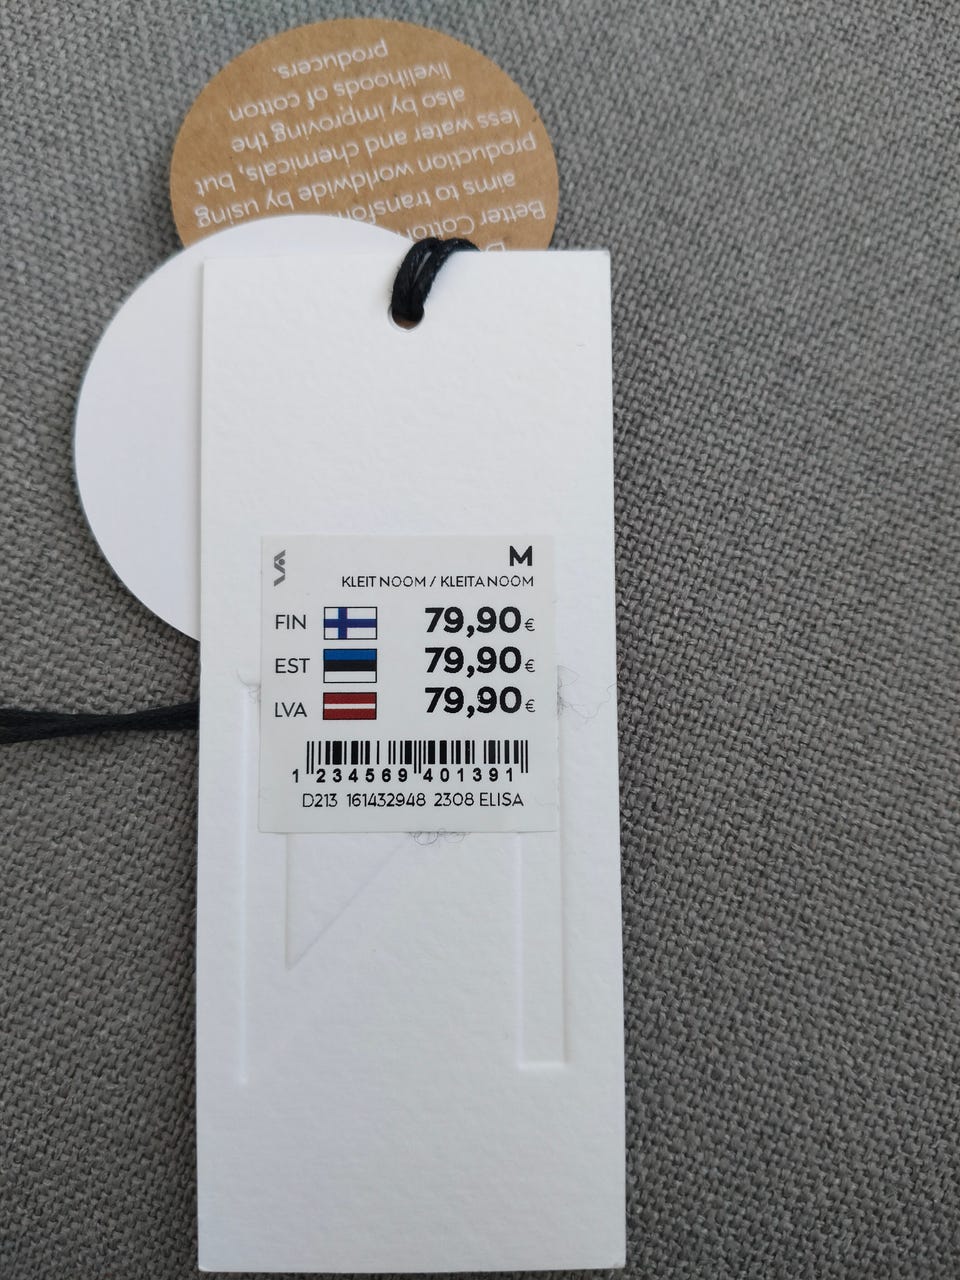 Better Cotton
aims to transform
production worldwide by using
less water and chemicals, but
also by improving the
livelihoods of cotton
producers.
M
KLEIT NOOM / KLEITA NOOM
FIN 79,90€
EST 79,90€
LVA 79,90€
1 234569 401391
D213 161432948 2308 ELISA